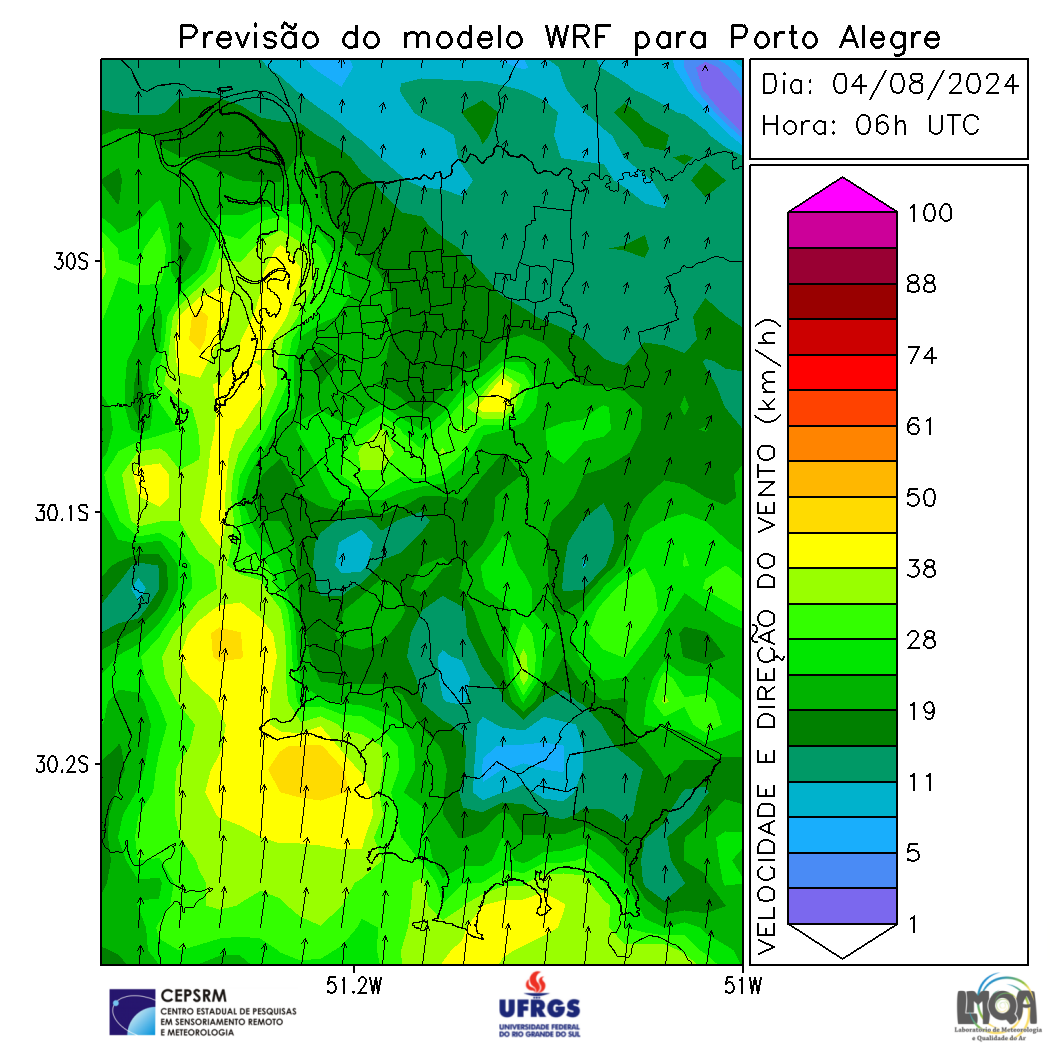 Previsão do modelo WRF para Porto Alegre
Dia: 04/08/2024
Hora: 06h UTC
30S
30.1S
30.2S
51.2W
51W
VELOCIDADE E DIREÇÃO DO VENTO (km/h)
100
88
74
61
50
38
28
19
11
5
1
CEPSRM
CENTRO ESTADUAL DE PESQUISAS
EM SENSORIAMENTO REMOTO
E METEOROLOGIA
UFRGS
UNIVERSIDADE FEDERAL
DO RIO GRANDE DO SUL
LMQA
Laboratório de Meteorologia
e Qualidade do Ar